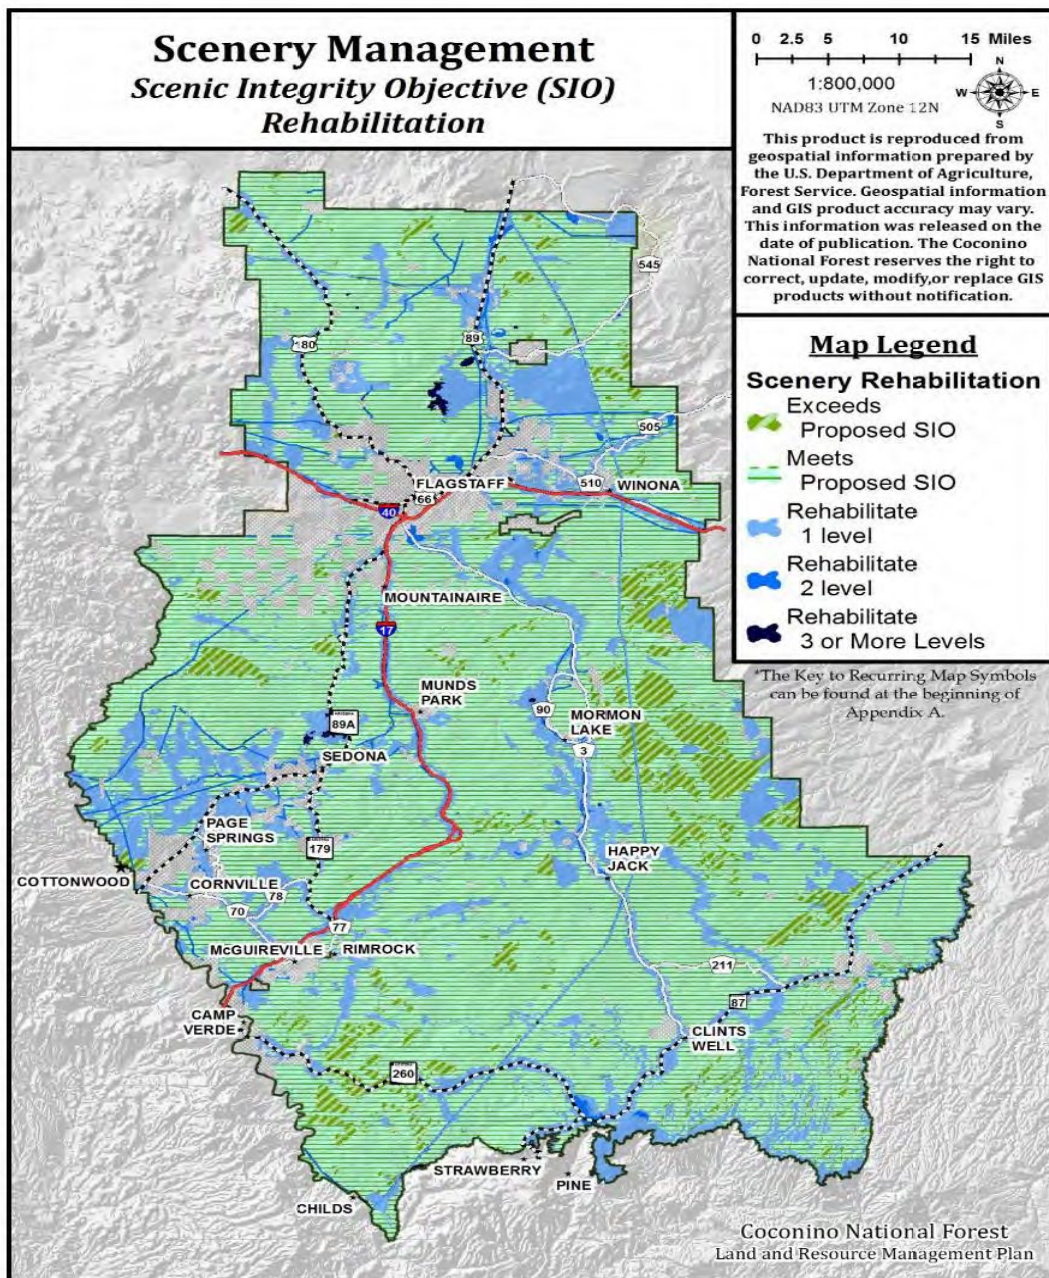 Scenery Management
Scenic Integrity Objective (SIO)
Rehabilitation
0 2.5 5 10 15 Miles
1:800,000
NAD83 UTM Zone 12N
N
W E
S
This product is reproduced from
geospatial information prepared by
the U.S. Department of Agriculture,
Forest Service. Geospatial information
and GIS product accuracy may vary.
This information was released on the
date of publication. The Coconino
National Forest reserves the right to
correct, update, modify,or replace GIS
products without notification.
Map Legend
Scenery Rehabilitation
Exceeds
Proposed SIO
Meets
Proposed SIO
Rehabilitate
1 level
Rehabilitate
2 level
Rehabilitate
3 or More Levels
*The Key to Recurring Map Symbols
can be found at the beginning of
Appendix A.
545
180
89
505
FLAGSTAFF
510
WINONA
66
40
MOUNTAINAIRE
17
MUNDS
PARK
90
MORMON
LAKE
89A
3
SEDONA
PAGE
SPRINGS
179
HAPPY
JACK
COTTONWOOD
CORNVILLE
78
70
77
McGUIREVILLE
RIMROCK
211
87
CAMP
VERDE
CLINTS
WELL
260
STRAWBERRY
PINE
CHILDS
Coconino National Forest
Land and Resource Management Plan